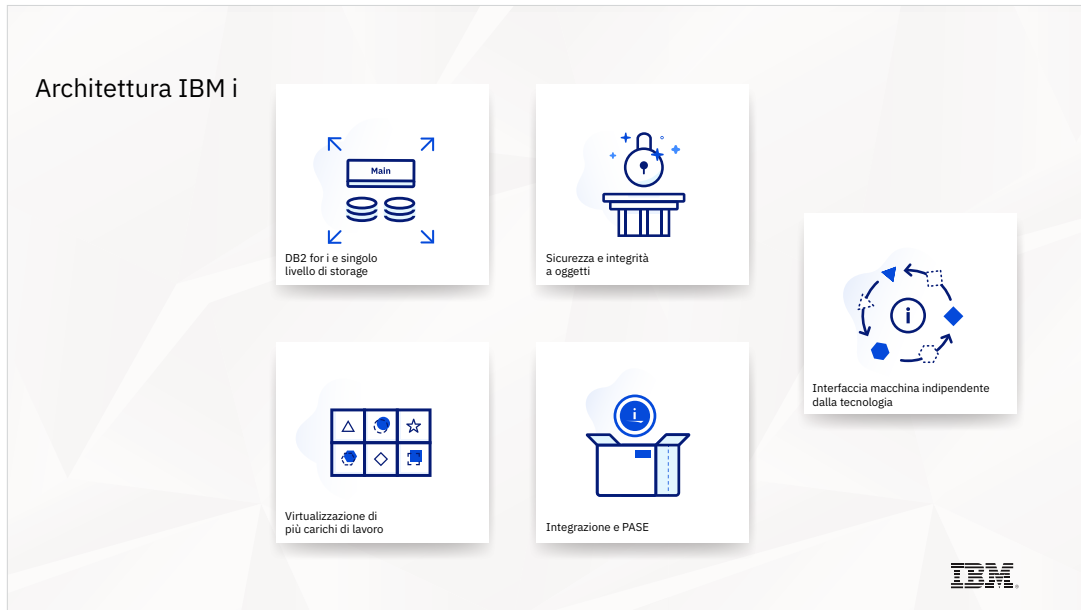 Architettura IBM i
Main
DB2 for i e singolo
livello di storage
Sicurezza e integrità
a oggetti
i
Interfaccia macchina indipendente
dalla tecnologia
Virtualizzazione di
più carichi di lavoro
i
Integrazione e PASE
IBM®